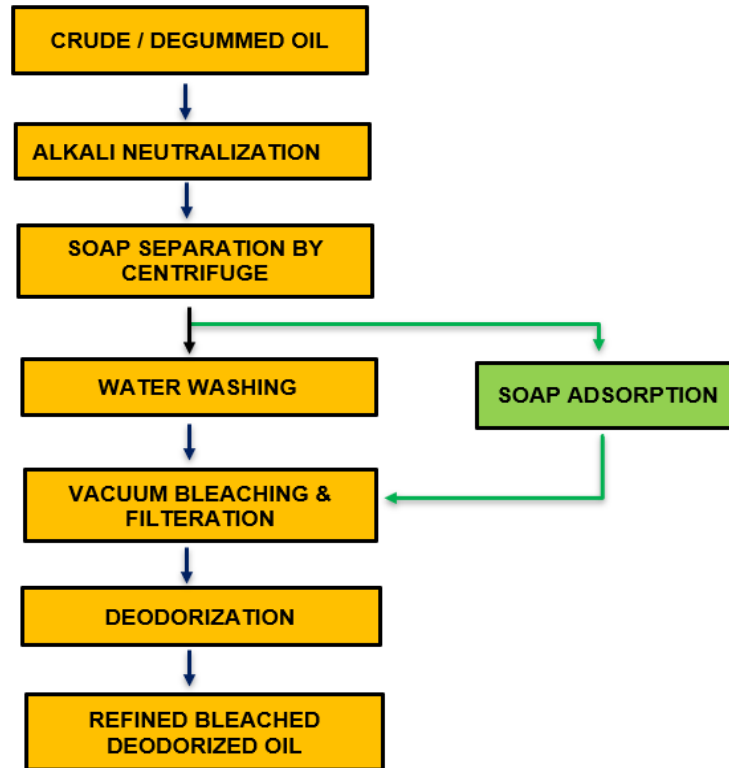 CRUDE / DEGUMMED OIL
ALKALI NEUTRALIZATION
SOAP SEPARATION BY
CENTRIFUGE
WATER WASHING
SOAP ADSORPTION
VACUUM BLEACHING &
FILTERATION
DEODORIZATION
REFINED BLEACHED
DEODORIZED OIL